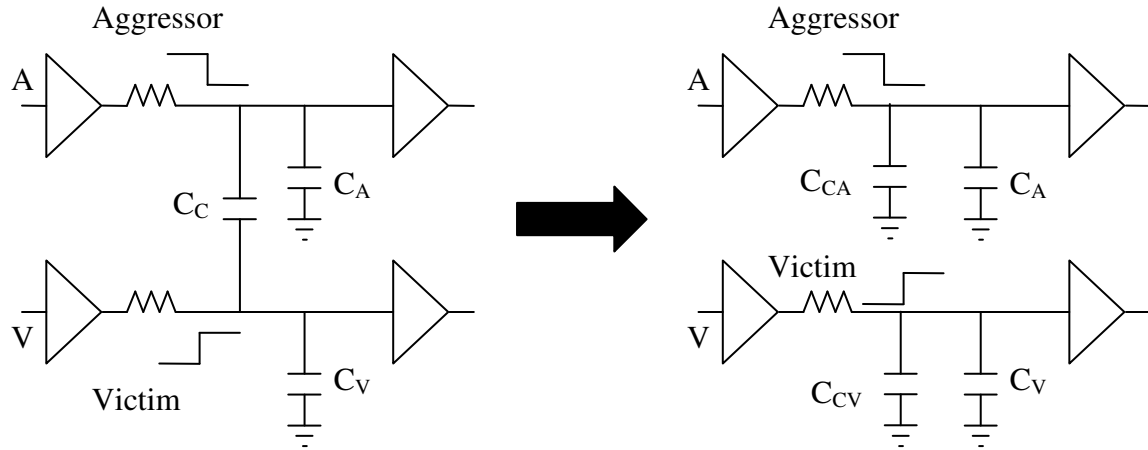 Aggressor
A
C_A
C_C
V
Victim
C_V
Aggressor
A
C_CA
C_A
Victim
V
C_CV
C_V